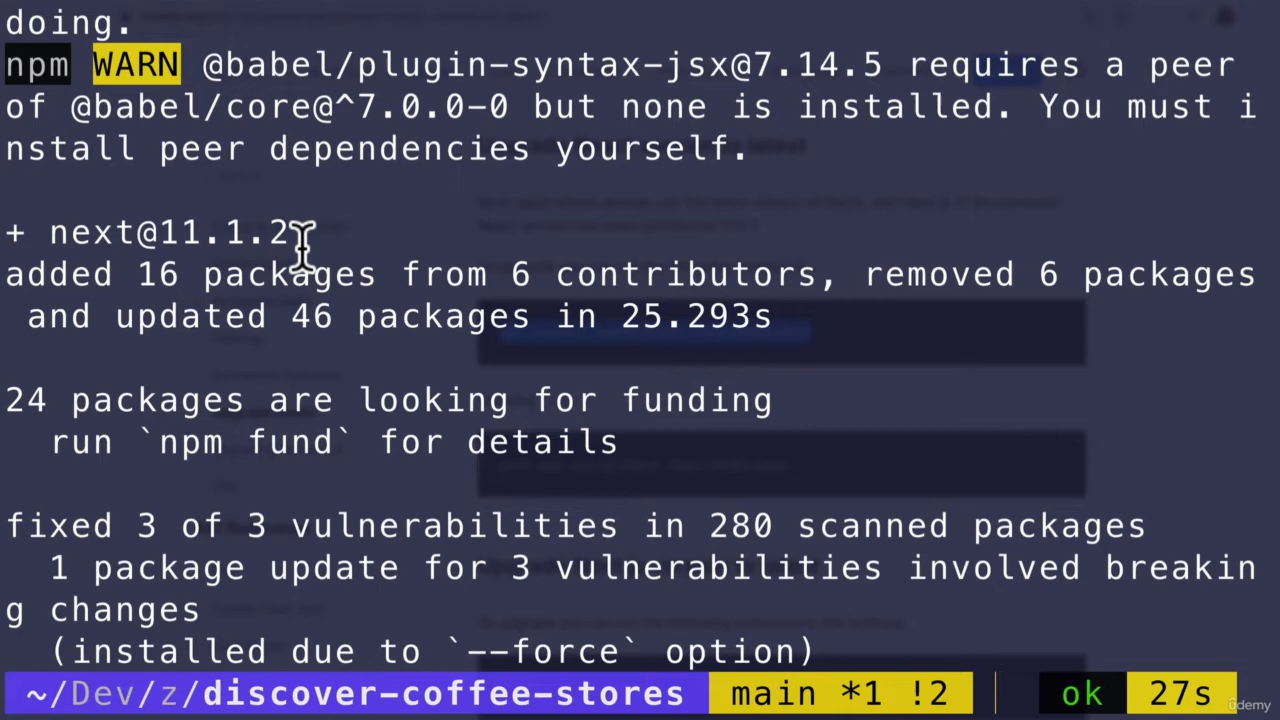 doing.
npm WARN @babel/plugin-syntax-jsx@7.14.5 requires a peer
of @babel/core@^7.0.0-0 but none is installed. You must i
nstall peer dependencies yourself.
+ next@11.1.2
added 16 packages from 6 contributors, removed 6 packages
and updated 46 packages in 25.293s
24 packages are looking for funding
run `npm fund` for details
fixed 3 of 3 vulnerabilities in 280 scanned packages
1 package update for 3 vulnerabilities involved breakin
g changes
(installed due to `--force` option)
~/Dev/z/discover-coffee-stores main *1 !2 ok 27s
ûdemy